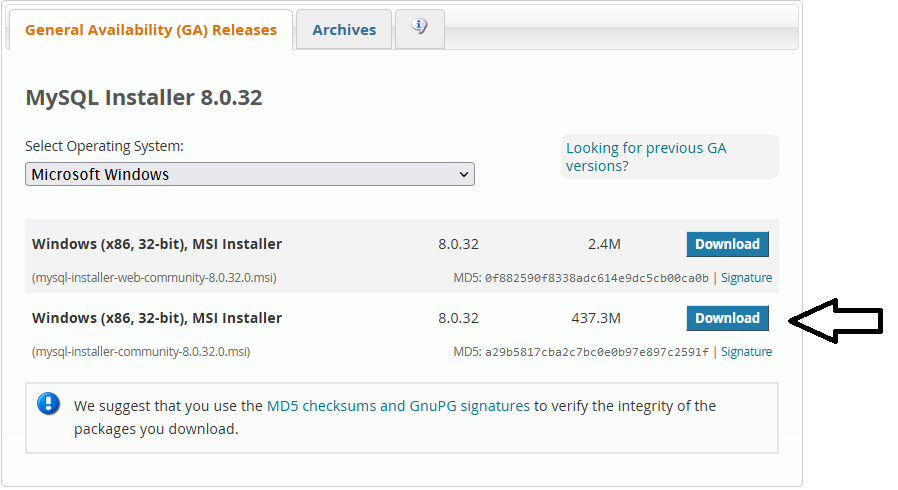 General Availability (GA) Releases
Archives
MySQL Installer 8.0.32
Select Operating System:
Microsoft Windows
Looking for previous GA
versions?
Windows (x86, 32-bit), MSI Installer 8.0.32 2.4M Download
(mysql-installer-web-community-8.0.32.0.msi) MD5: 0f882590f8338adc614e9dc5cb00ca0b | Signature
Windows (x86, 32-bit), MSI Installer 8.0.32 437.3M Download
(mysql-installer-community-8.0.32.0.msi) MD5: a29b5817cba2c7bc0e0b97e897c2591f | Signature
We suggest that you use the MD5 checksums and GnuPG signatures to verify the integrity of the
packages you download.